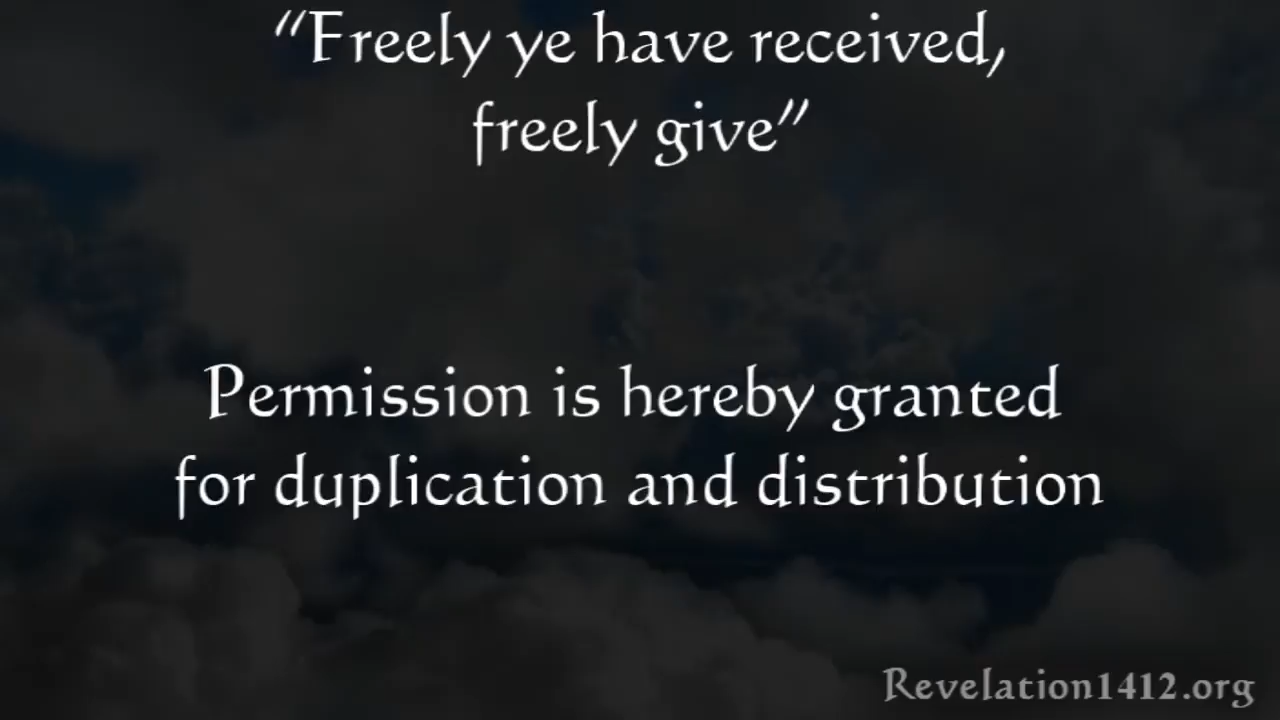 “Freely ye have received,
freely give”
Permission is hereby granted
for duplication and distribution
Revelation1412.org